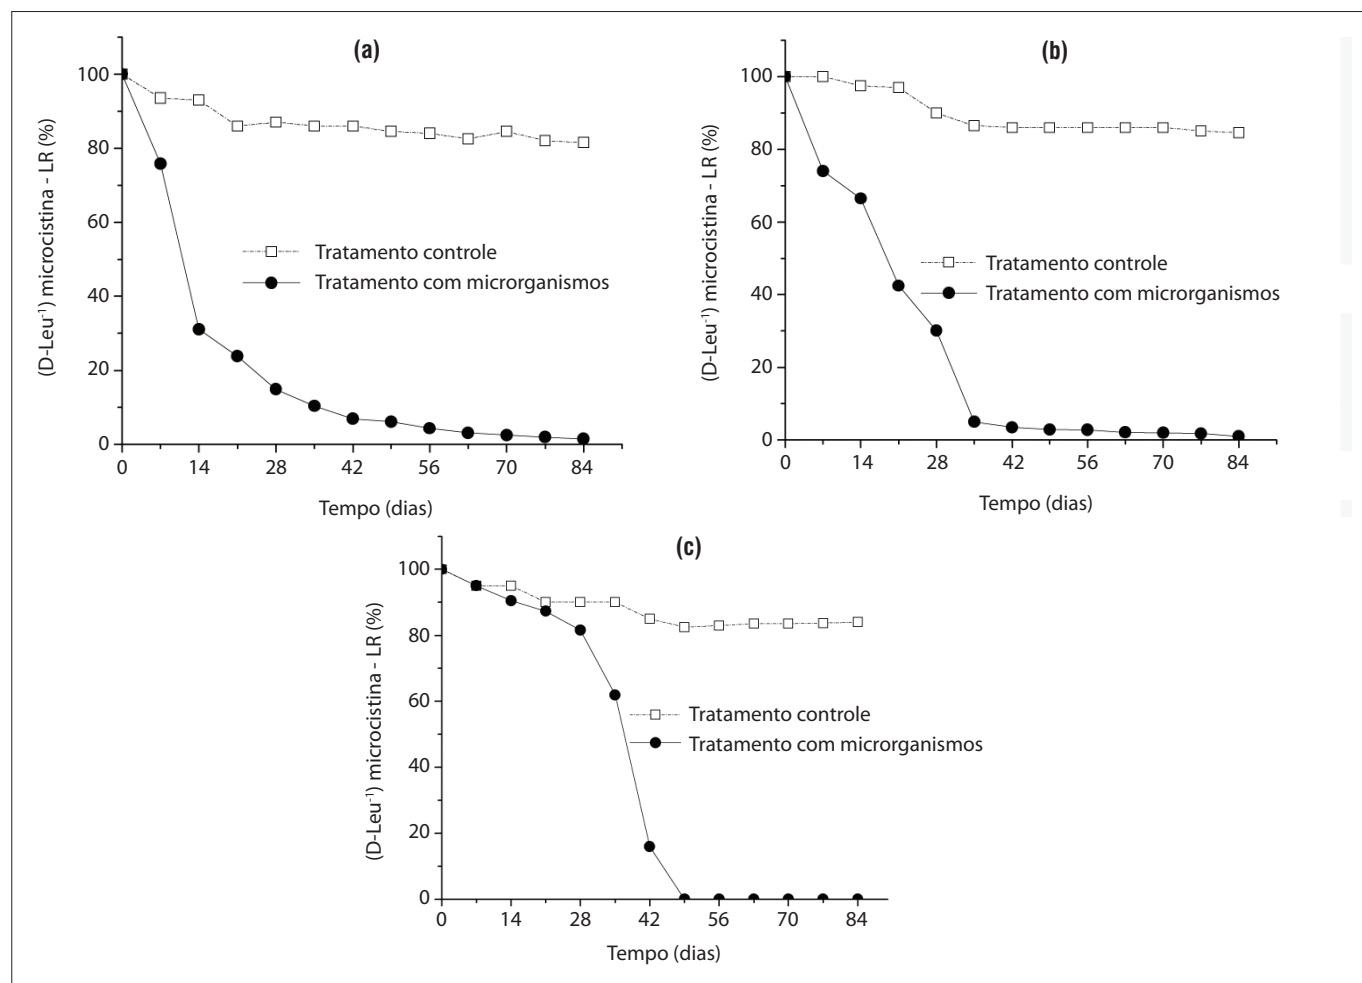 (a)
(D-Leu⁻¹) microcistina - LR (%)
100
80
60
40
20
0
Tratamento controle
Tratamento com microrganismos
0 14 28 42 56 70 84
Tempo (dias)
(b)
(D-Leu⁻¹) microcistina - LR (%)
100
80
60
40
20
0
Tratamento controle
Tratamento com microrganismos
0 14 28 42 56 70 84
Tempo (dias)
(c)
(D-Leu⁻¹) microcistina - LR (%)
100
80
60
40
20
0
Tratamento controle
Tratamento com microrganismos
0 14 28 42 56 70 84
Tempo (dias)